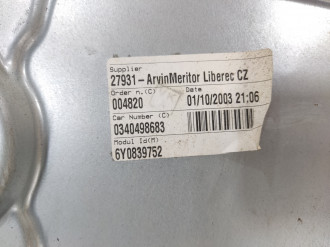 Supplier
27931-ArvinMeritor Liberec CZ
Order n.(C) Date
004820 01/10/2003 21:06
Car Number (C)
0340498683
Modul Id(M)
6Y0839752